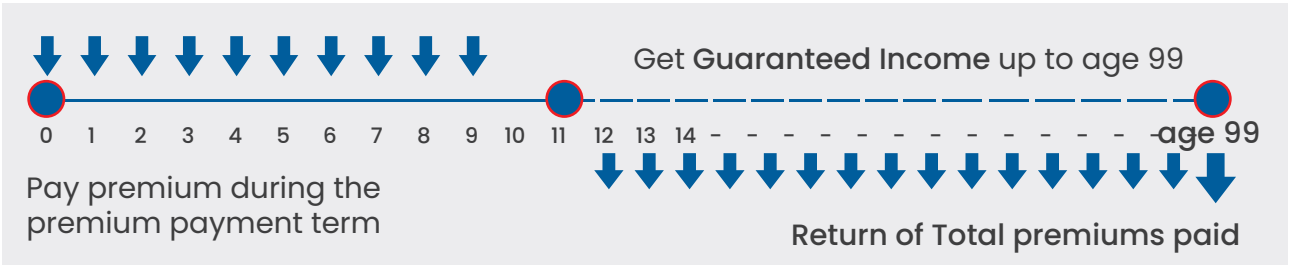 Get Guaranteed Income up to age 99
0 1 2 3 4 5 6 7 8 9 10 11 12 13 14 - - - - - - - - - - - - - - age 99
Pay premium during the
premium payment term
Return of Total premiums paid